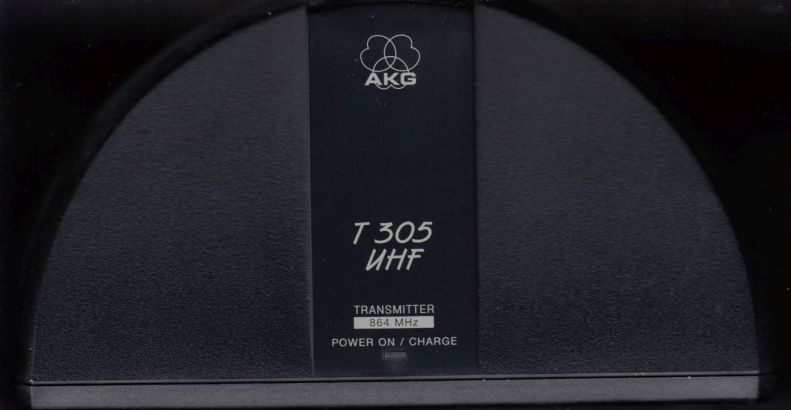 AKG
T 305
UHF
TRANSMITTER
864 MHz
POWER ON / CHARGE